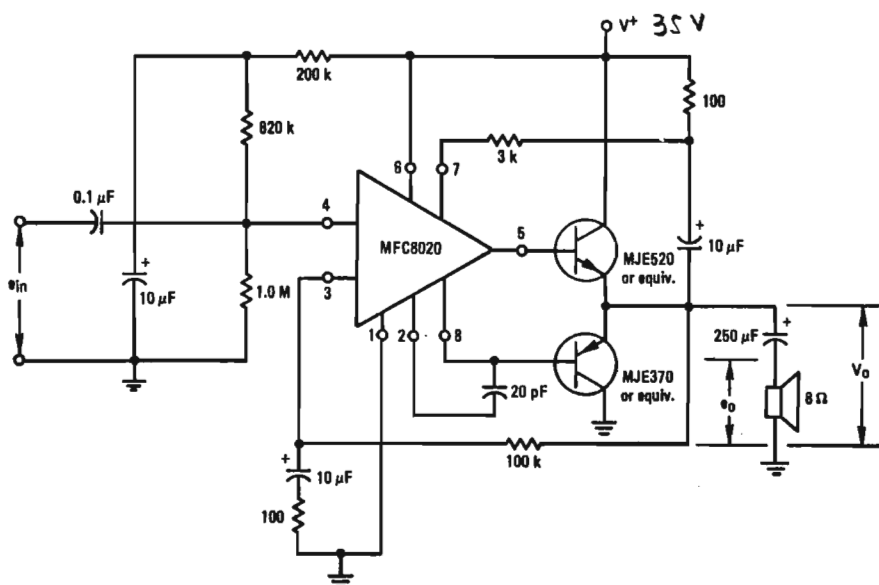 V+ 35 V
200 k
100
820 k
3 k
6
7
0.1 µF
4
MFC8020
5
MJE520
or equiv.
10 µF
+
ein
+
10 µF
1.0 M
3
1
2
8
20 pF
MJE370
or equiv.
250 µF
+
eo
Vo
8 Ω
100 k
+
10 µF
100